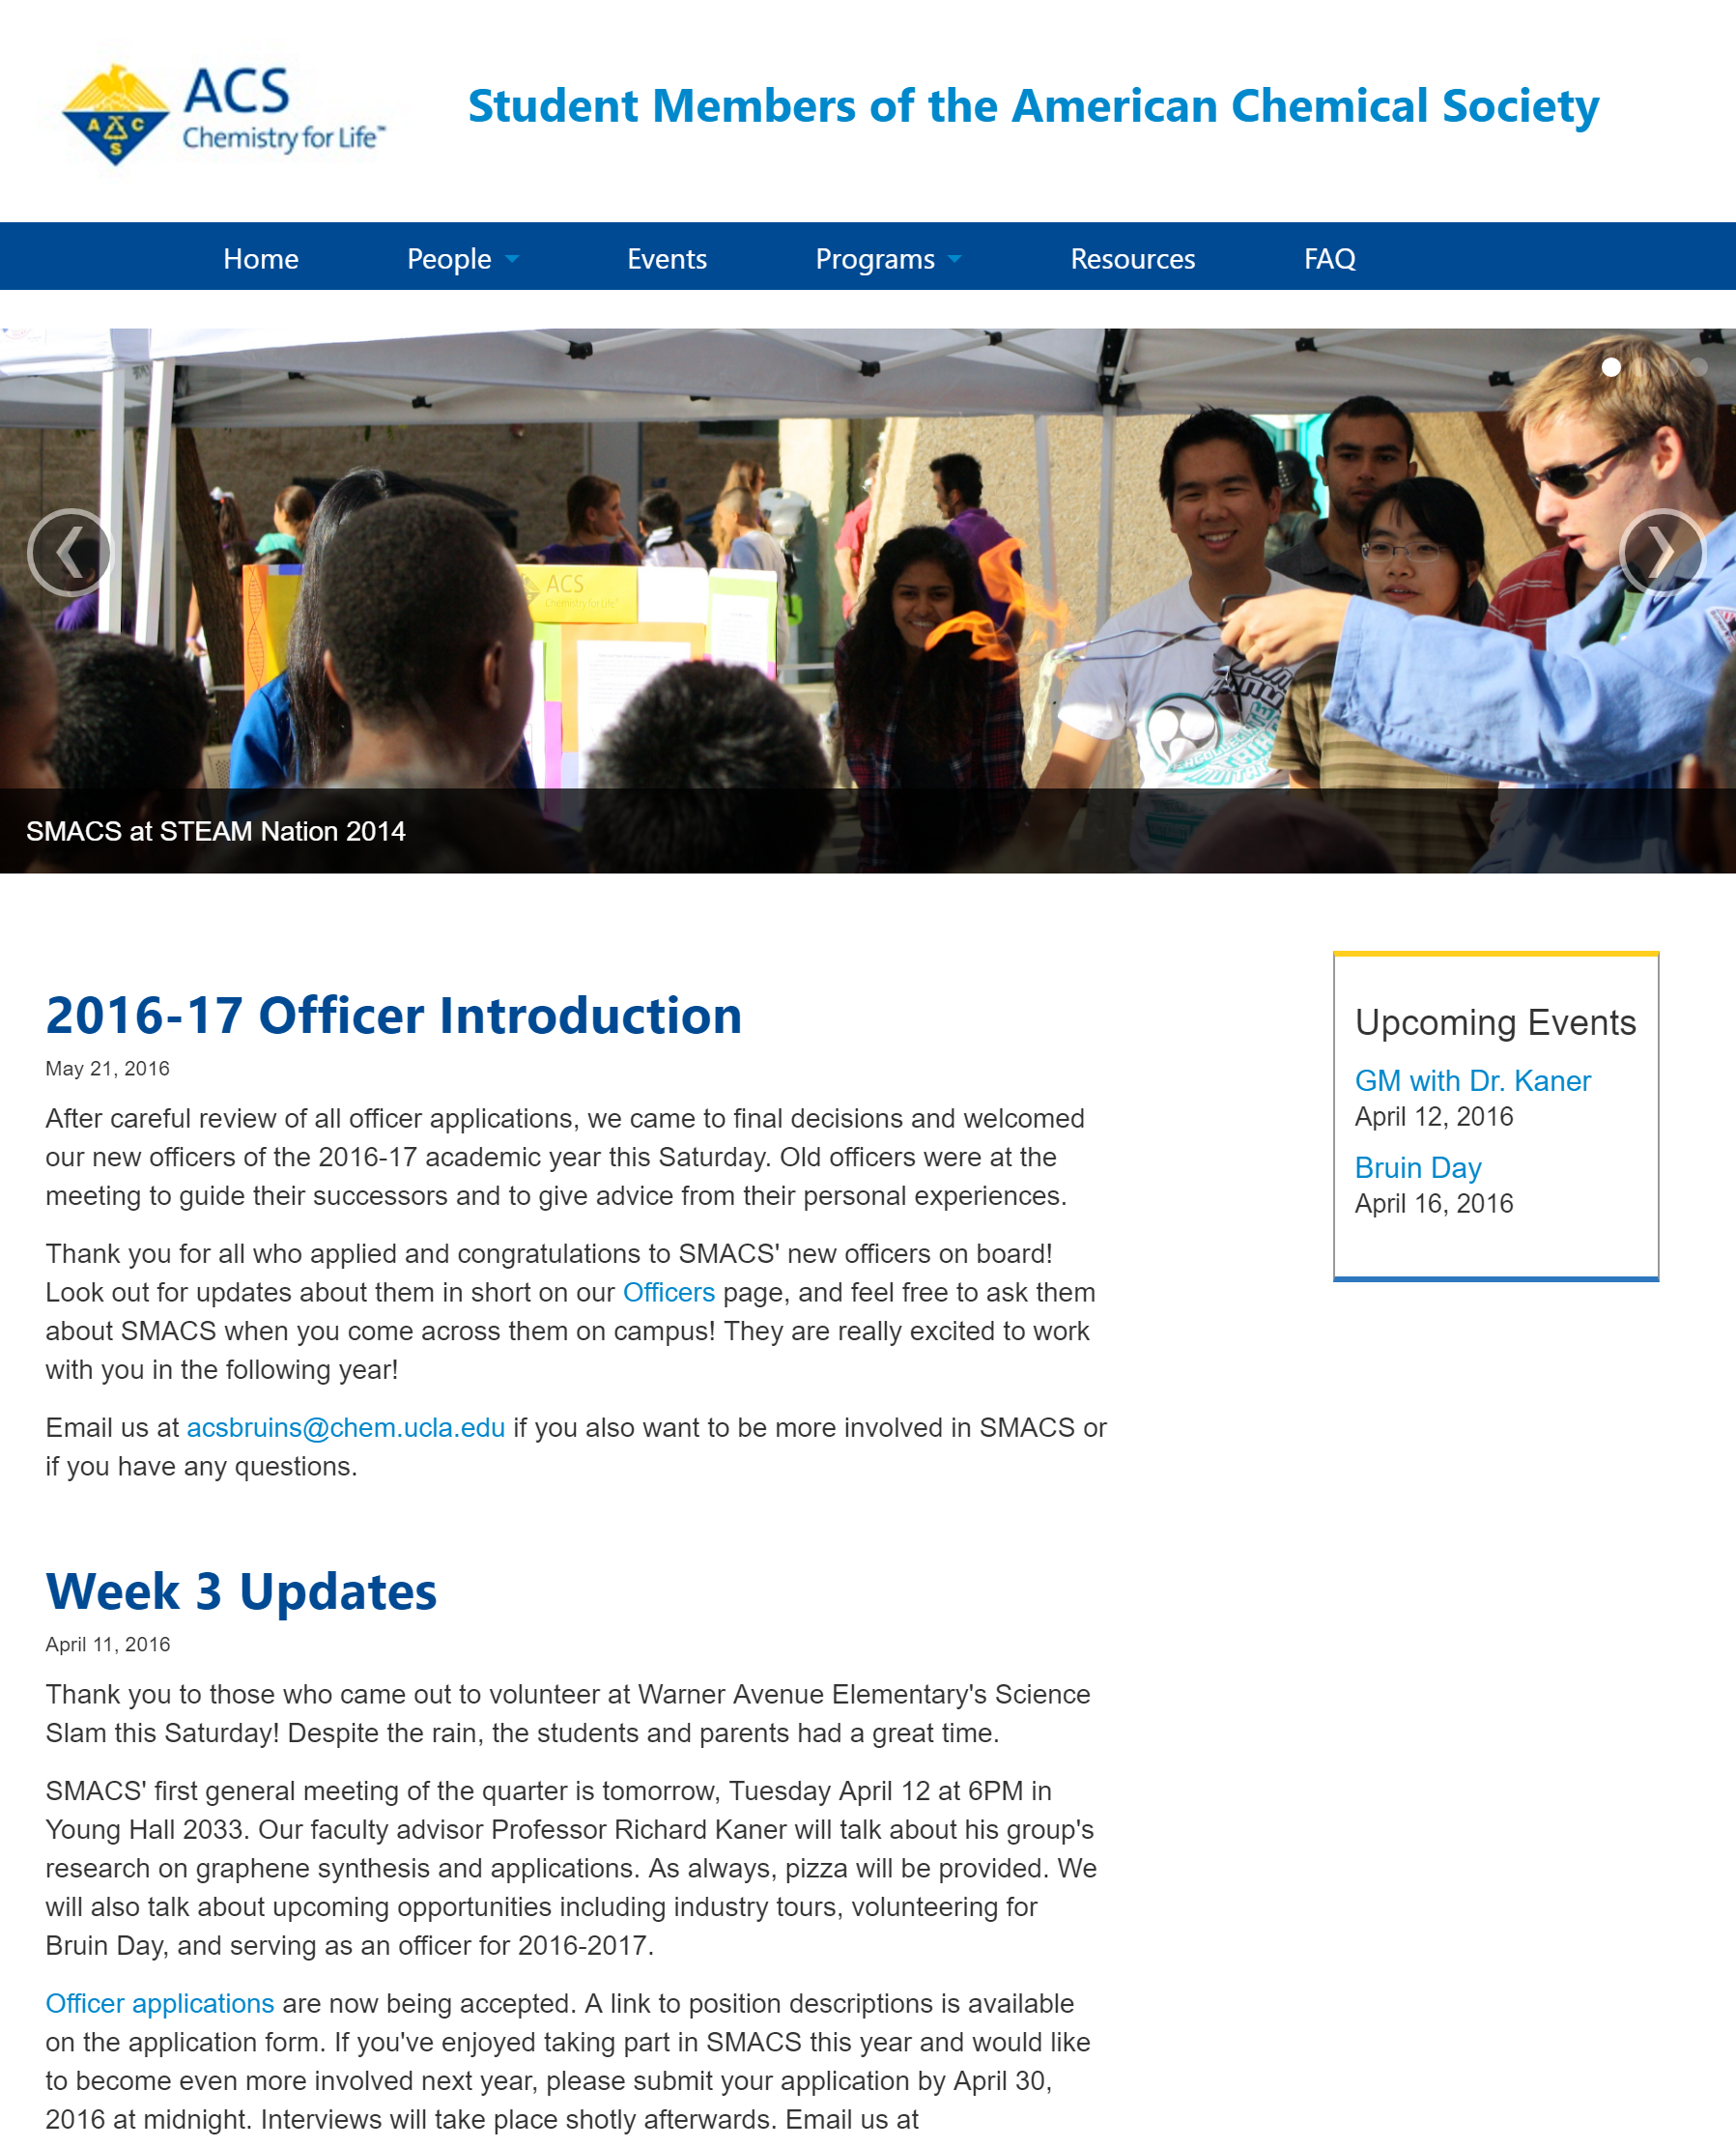 ACS
Chemistry for Life™
A C S
Student Members of the American Chemical Society
Home People Events Programs Resources FAQ
ACS
Chemistry for Life
SMACS at STEAM Nation 2014
2016-17 Officer Introduction
May 21, 2016
After careful review of all officer applications, we came to final decisions and welcomed
our new officers of the 2016-17 academic year this Saturday. Old officers were at the
meeting to guide their successors and to give advice from their personal experiences.
Thank you for all who applied and congratulations to SMACS' new officers on board!
Look out for updates about them in short on our Officers page, and feel free to ask them
about SMACS when you come across them on campus! They are really excited to work
with you in the following year!
Email us at acsbruins@chem.ucla.edu if you also want to be more involved in SMACS or
if you have any questions.
Upcoming Events
GM with Dr. Kaner
April 12, 2016
Bruin Day
April 16, 2016
Week 3 Updates
April 11, 2016
Thank you to those who came out to volunteer at Warner Avenue Elementary's Science
Slam this Saturday! Despite the rain, the students and parents had a great time.
SMACS' first general meeting of the quarter is tomorrow, Tuesday April 12 at 6PM in
Young Hall 2033. Our faculty advisor Professor Richard Kaner will talk about his group's
research on graphene synthesis and applications. As always, pizza will be provided. We
will also talk about upcoming opportunities including industry tours, volunteering for
Bruin Day, and serving as an officer for 2016-2017.
Officer applications are now being accepted. A link to position descriptions is available
on the application form. If you've enjoyed taking part in SMACS this year and would like
to become even more involved next year, please submit your application by April 30,
2016 at midnight. Interviews will take place shotly afterwards. Email us at